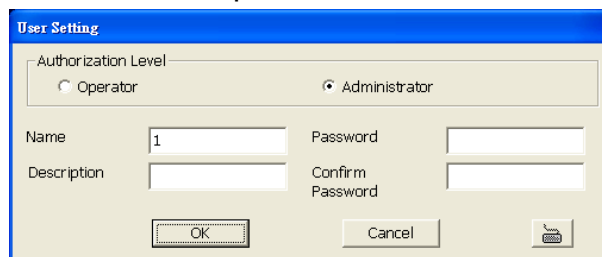 User Setting
Authorization Level
Operator Administrator
Name 1 Password
Description Confirm
Password
OK Cancel